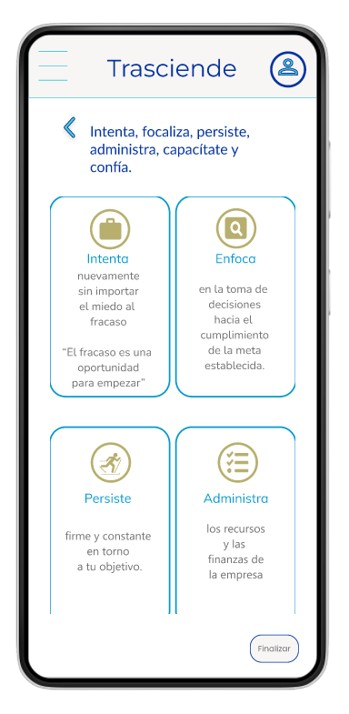 Trasciende
Intenta, focaliza, persiste,
administra, capacítate y
confía.
Intenta
nuevamente
sin importar
el miedo al
fracaso
“El fracaso es una
oportunidad
para empezar”
Enfoca
en la toma de
decisiones
hacia el
cumplimiento
de la meta
establecida.
Persiste
firme y constante
en torno
a tu objetivo.
Administra
los recursos
y las
finanzas de
la empresa
Finalizar